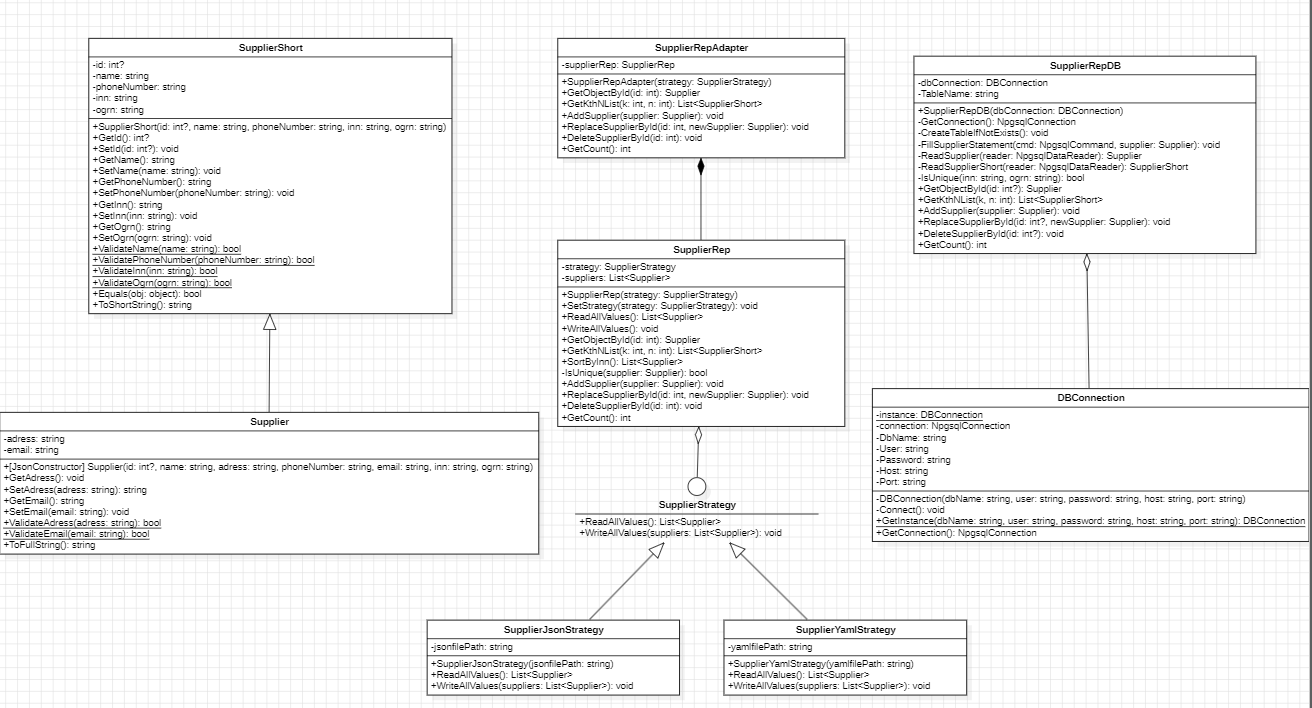 SupplierShort
-id: int?
-name: string
-phoneNumber: string
-inn: string
-ogrn: string
+SupplierShort(id: int?, name: string, phoneNumber: string, inn: string, ogrn: string)
+GetId(): int?
+SetId(id: int?): void
+GetName(): string
+SetName(name: string): void
+GetPhoneNumber(): string
+SetPhoneNumber(phoneNumber: string): void
+GetInn(): string
+SetInn(inn: string): void
+GetOgrn(): string
+SetOgrn(ogrn: string): void
+ValidateName(name: string): bool
+ValidatePhoneNumber(phoneNumber: string): bool
+ValidateInn(inn: string): bool
+ValidateOgrn(ogrn: string): bool
+Equals(obj: object): bool
+ToShortString(): string
Supplier
-adress: string
-email: string
+[JsonConstructor] Supplier(id: int?, name: string, adress: string, phoneNumber: string, email: string, inn: string, ogrn: string)
+GetAdress(): void
+SetAdress(adress: string): string
+GetEmail(): string
+SetEmail(email: string): void
+ValidateAdress(adress: string): bool
+ValidateEmail(email: string): bool
+ToFullString(): string
SupplierRepAdapter
-supplierRep: SupplierRep
+SupplierRepAdapter(strategy: SupplierStrategy)
+GetObjectById(id: int): Supplier
+GetKthNList(k: int, n: int): List<SupplierShort>
+AddSupplier(supplier: Supplier): void
+ReplaceSupplierById(id: int, newSupplier: Supplier): void
+DeleteSupplierById(id: int): void
+GetCount(): int
SupplierRep
-strategy: SupplierStrategy
-suppliers: List<Supplier>
+SupplierRep(strategy: SupplierStrategy)
+SetStrategy(strategy: SupplierStrategy): void
+ReadAllValues(): List<Supplier>
+WriteAllValues(): void
+GetObjectById(id: int): Supplier
+GetKthNList(k: int, n: int): List<SupplierShort>
+SortByInn(): List<Supplier>
-IsUnique(supplier: Supplier): bool
+AddSupplier(supplier: Supplier): void
+ReplaceSupplierById(id: int, newSupplier: Supplier): void
+DeleteSupplierById(id: int): void
+GetCount(): int
SupplierStrategy
+ReadAllValues(): List<Supplier>
+WriteAllValues(suppliers: List<Supplier>): void
SupplierJsonStrategy
-jsonfilePath: string
+SupplierJsonStrategy(jsonfilePath: string)
+ReadAllValues(): List<Supplier>
+WriteAllValues(suppliers: List<Supplier>): void
SupplierYamlStrategy
-yamlfilePath: string
+SupplierYamlStrategy(yamlfilePath: string)
+ReadAllValues(): List<Supplier>
+WriteAllValues(suppliers: List<Supplier>): void
SupplierRepDB
-dbConnection: DBConnection
-TableName: string
+SupplierRepDB(dbConnection: DBConnection)
-GetConnection(): NpgsqlConnection
-CreateTableIfNotExists(): void
-FillSupplierStatement(cmd: NpgsqlCommand, supplier: Supplier): void
-ReadSupplier(reader: NpgsqlDataReader): Supplier
-ReadSupplierShort(reader: NpgsqlDataReader): SupplierShort
-IsUnique(inn: string, ogrn: string): bool
+GetObjectById(id: int?): Supplier
+GetKthNList(k, n: int): List<SupplierShort>
+AddSupplier(supplier: Supplier): void
+ReplaceSupplierById(id: int?, newSupplier: Supplier): void
+DeleteSupplierById(id: int?): void
+GetCount(): int
DBConnection
-instance: DBConnection
-connection: NpgsqlConnection
-DbName: string
-User: string
-Password: string
-Host: string
-Port: string
-DBConnection(dbName: string, user: string, password: string, host: string, port: string)
-Connect(): void
+GetInstance(dbName: string, user: string, password: string, host: string, port: string): DBConnection
+GetConnection(): NpgsqlConnection